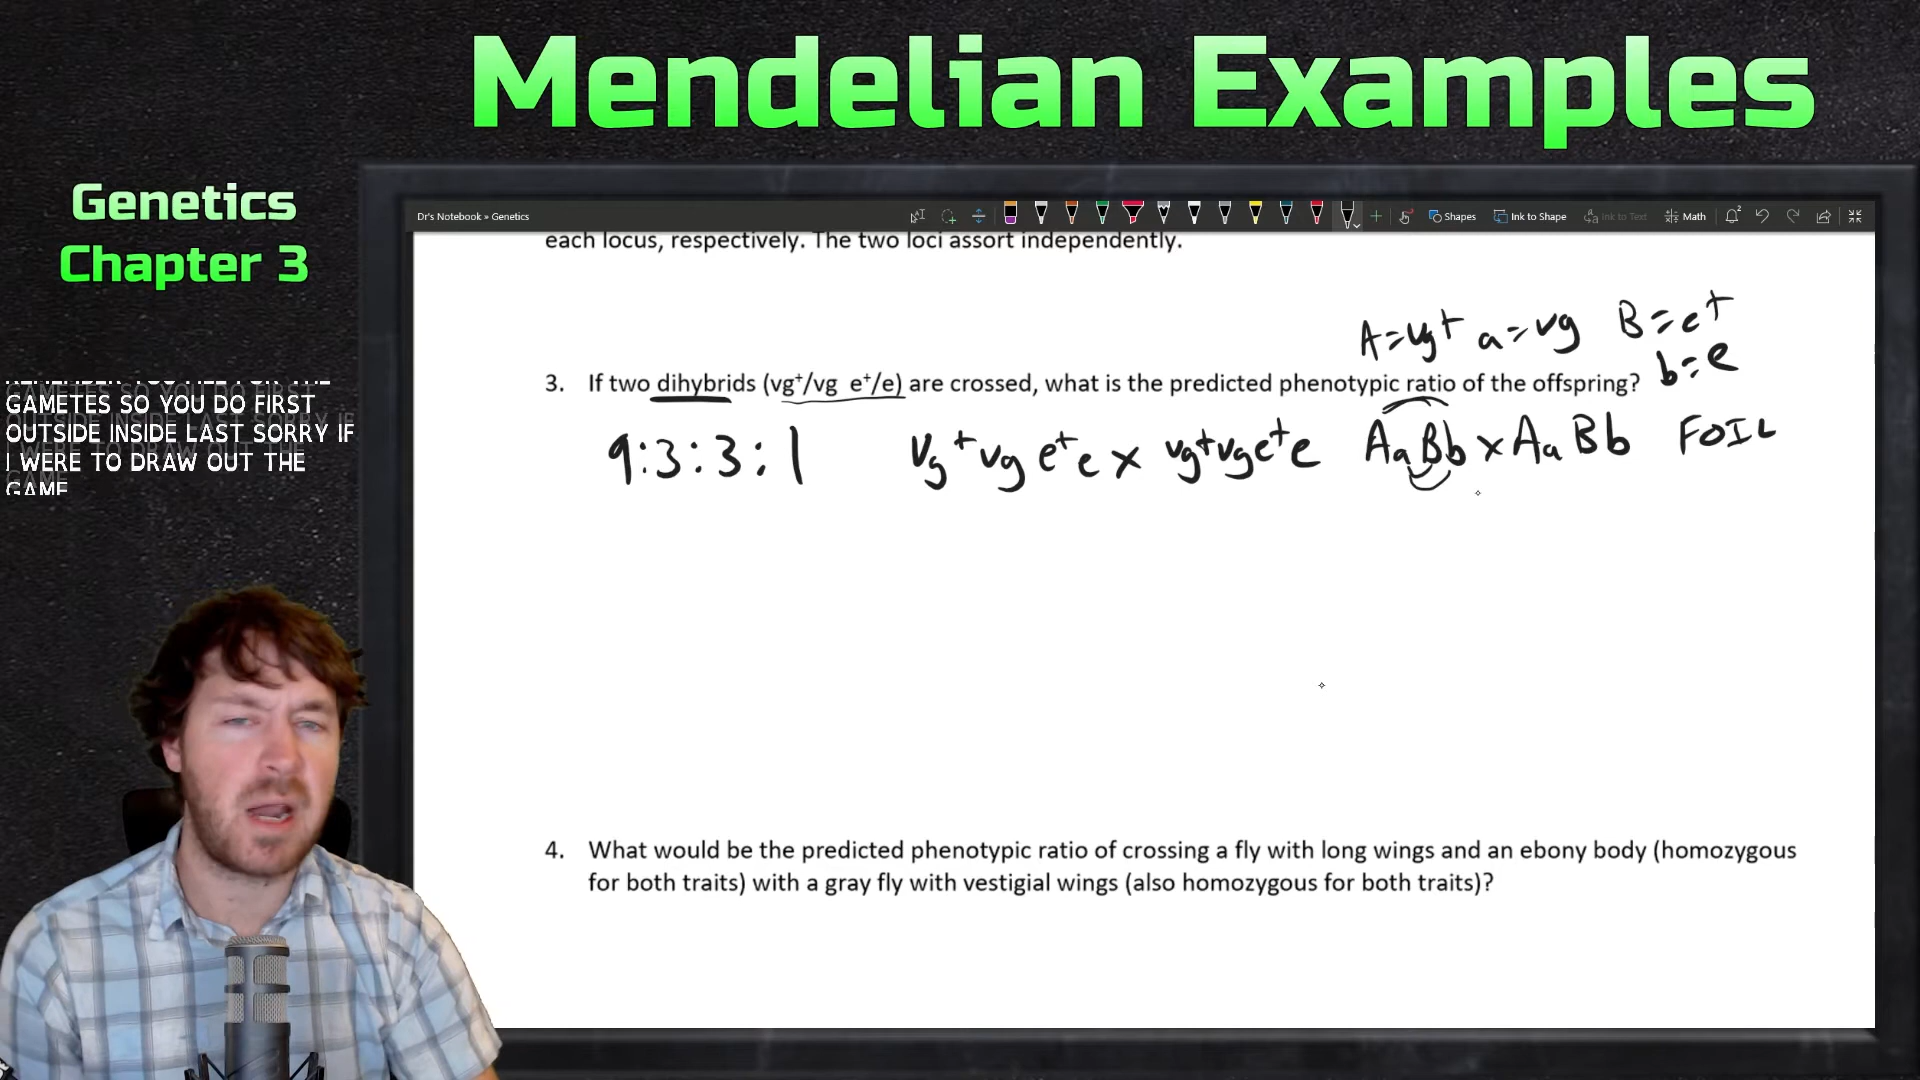 Mendelian Examples
Genetics
Chapter 3
GAMETES SO YOU DO FIRST
OUTSIDE INSIDE LAST SORRY IF
I WERE TO DRAW OUT THE
GAME
Dr's Notebook » Genetics
Shapes
Ink to Shape
Ink to Text
Math
each locus, respectively. The two loci assort independently.
A=vg+ a=vg B=e+
b=e
3. If two dihybrids (vg+/vg e+/e) are crossed, what is the predicted phenotypic ratio of the offspring?
9:3:3:1 vg+vg e+e x vg+vge+e AaBb x AaBb FOIL
4. What would be the predicted phenotypic ratio of crossing a fly with long wings and an ebony body (homozygous
for both traits) with a gray fly with vestigial wings (also homozygous for both traits)?